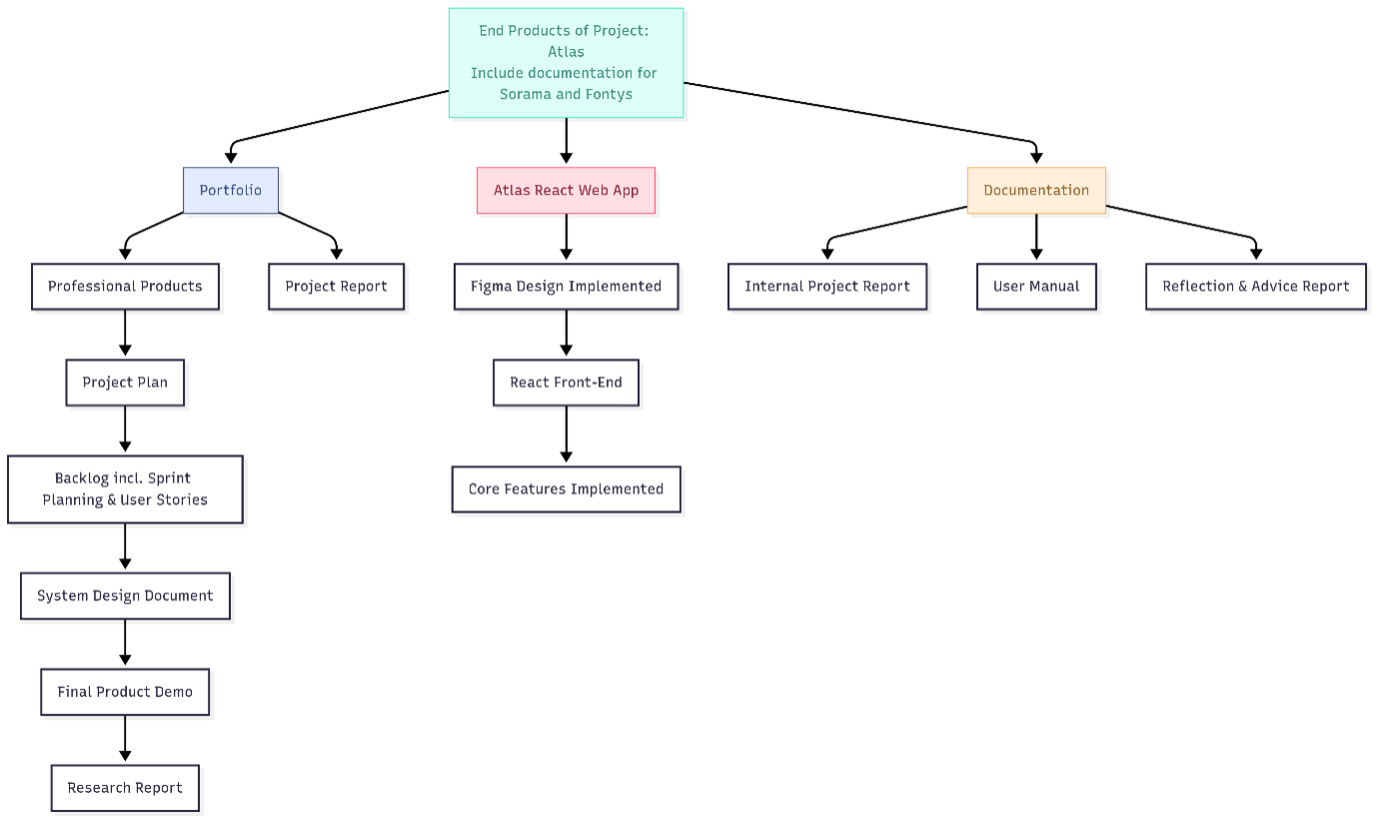 End Products of Project:
Atlas
Include documentation for
Sorama and Fontys
Portfolio
Atlas React Web App
Documentation
Professional Products
Project Report
Figma Design Implemented
Internal Project Report
User Manual
Reflection & Advice Report
Project Plan
React Front-End
Backlog incl. Sprint
Planning & User Stories
Core Features Implemented
System Design Document
Final Product Demo
Research Report